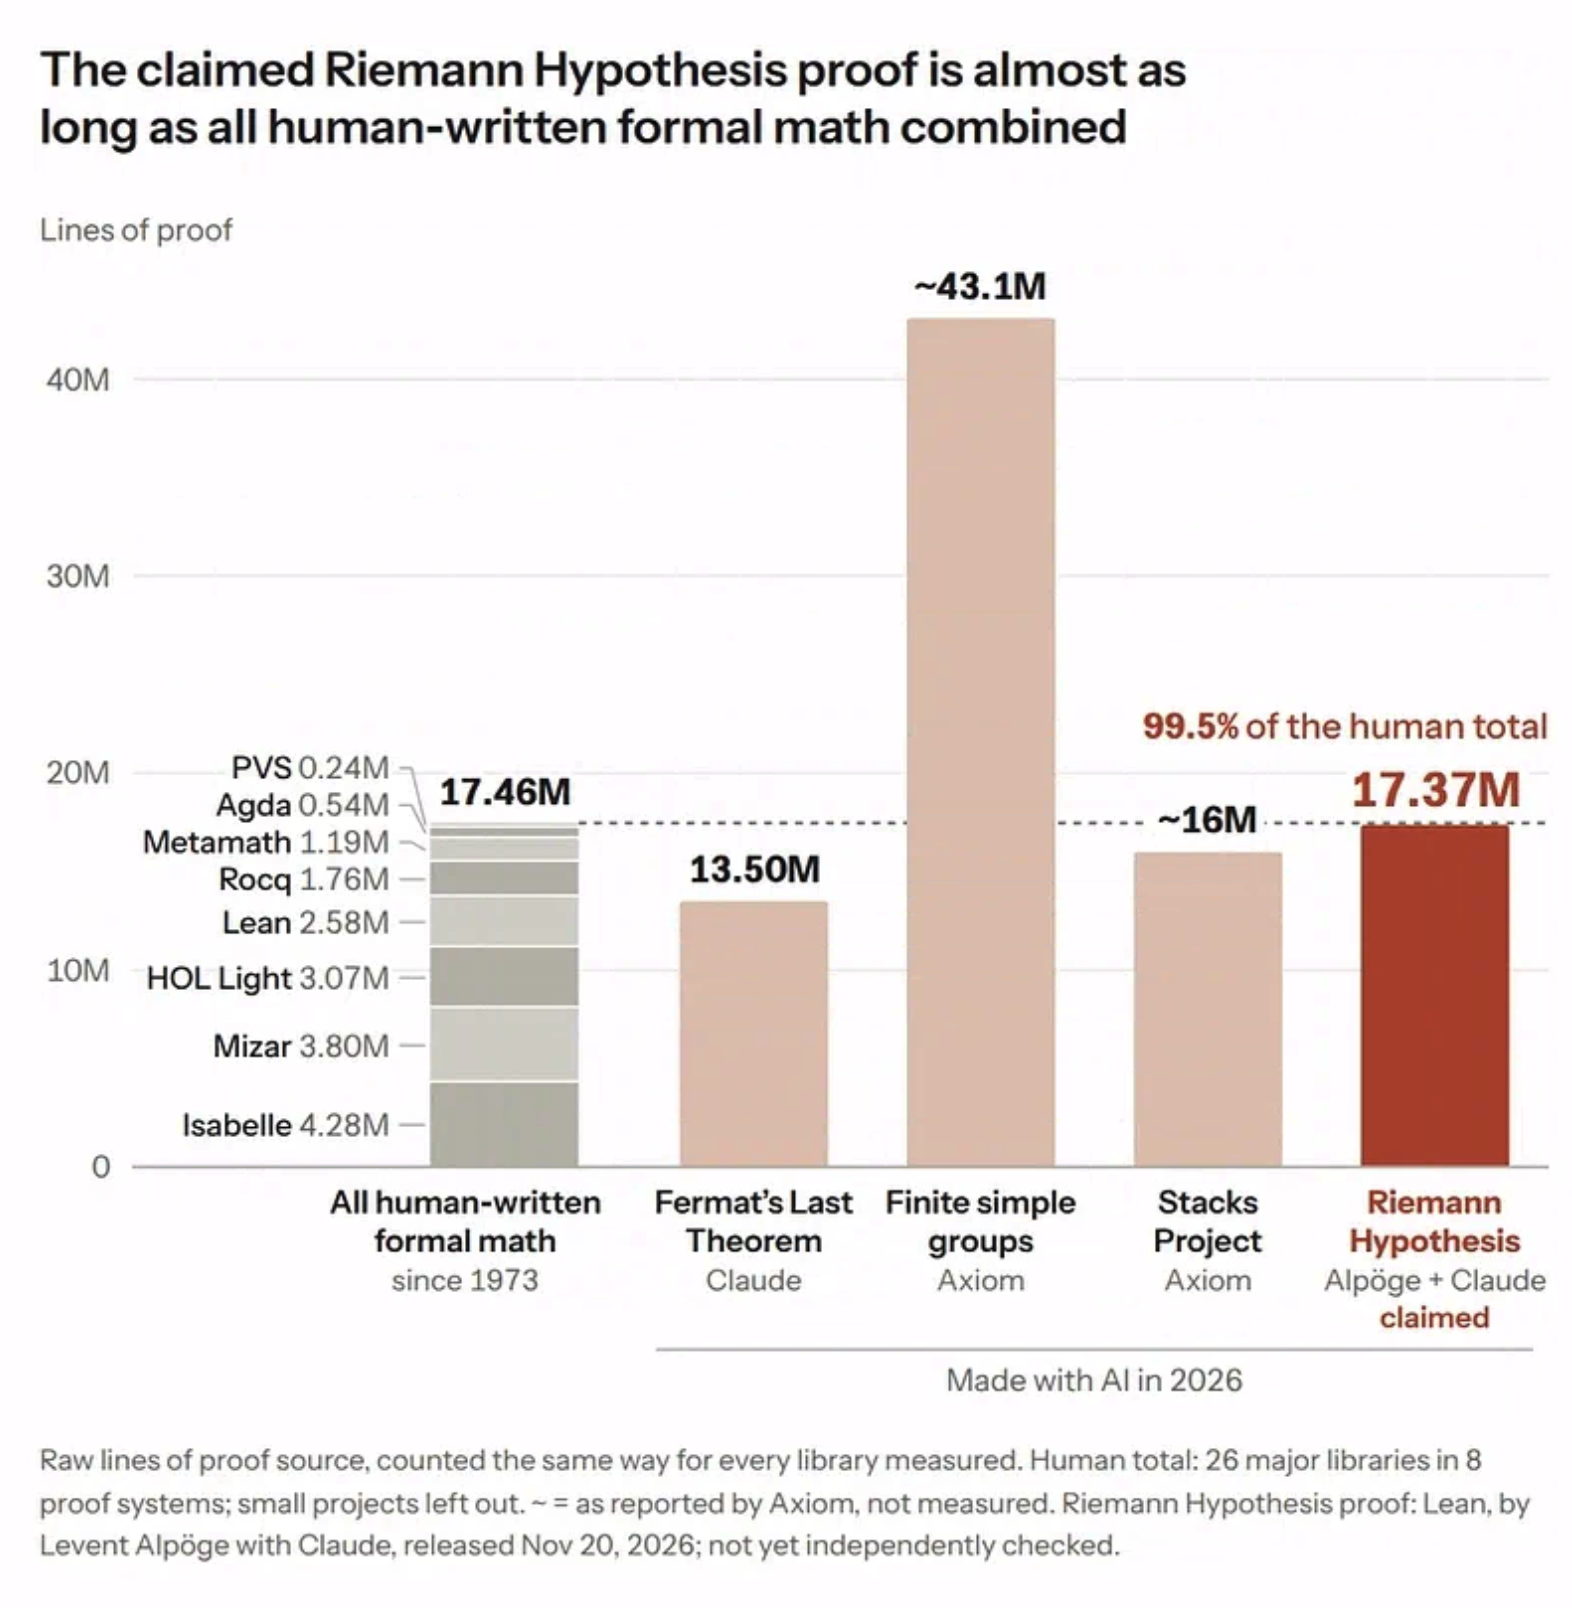 The claimed Riemann Hypothesis proof is almost as
long as all human-written formal math combined
Lines of proof
40M
30M
20M
10M
0
PVS 0.24M
Agda 0.54M
Metamath 1.19M
Rocq 1.76M
Lean 2.58M
HOL Light 3.07M
Mizar 3.80M
Isabelle 4.28M
17.46M
13.50M
~43.1M
~16M
99.5% of the human total
17.37M
All human-written
formal math
since 1973
Fermat’s Last
Theorem
Claude
Finite simple
groups
Axiom
Stacks
Project
Axiom
Riemann
Hypothesis
Alpöge + Claude
claimed
Made with AI in 2026
Raw lines of proof source, counted the same way for every library measured. Human total: 26 major libraries in 8
proof systems; small projects left out. ~ = as reported by Axiom, not measured. Riemann Hypothesis proof: Lean, by
Levent Alpöge with Claude, released Nov 20, 2026; not yet independently checked.